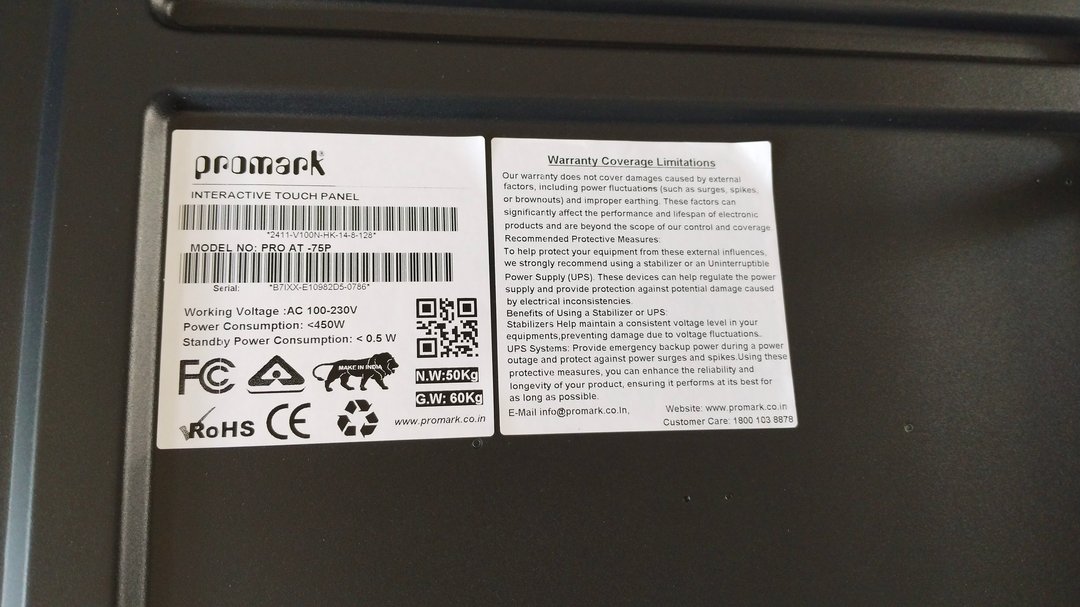 promark®
INTERACTIVE TOUCH PANEL
*2411-V100N-HK-14-8-128*
MODEL NO: PRO AT -75P
Serial: *B7IXX-E10982D5-0786*
Working Voltage :AC 100-230V
Power Consumption: <450W
Standby Power Consumption: < 0.5 W
FC
MAKE IN INDIA
N.W:50Kg
G.W: 60Kg
RoHS
CE
www.promark.co.in
Warranty Coverage Limitations
Our warranty does not cover damages caused by external
factors, including power fluctuations (such as surges, spikes,
or brownouts) and improper earthing. These factors can
significantly affect the performance and lifespan of electronic
products and are beyond the scope of our control and coverage
Recommended Protective Measures:
To help protect your equipment from these external influences,
we strongly recommend using a stabilizer or an Uninterruptible
Power Supply (UPS). These devices can help regulate the power
supply and provide protection against potential damage caused
by electrical inconsistencies.
Benefits of Using a Stabilizer or UPS:
Stabilizers Help maintain a consistent voltage level in your
equipments,preventing damage due to voltage fluctuations..
UPS Systems: Provide emergency backup power during a power
outage and protect against power surges and spikes.Using these
protective measures, you can enhance the reliability and
longevity of your product, ensuring it performs at its best for
as long as possible.
E-Mail info@promark.co.In,
Website: www.promark.co.in
Customer Care: 1800 103 8878